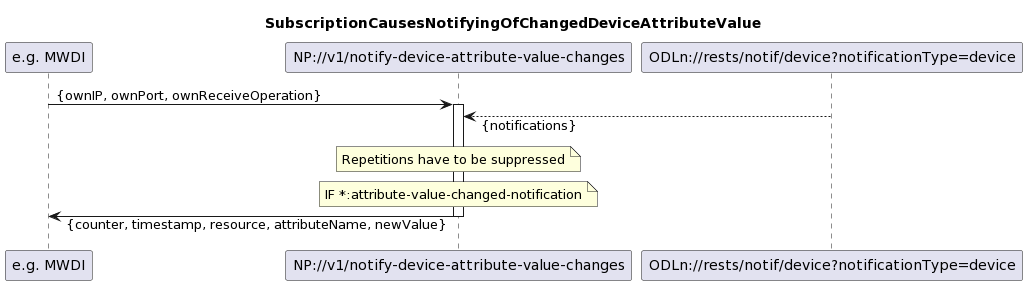 SubscriptionCausesNotifyingOfChangedDeviceAttributeValue
e.g. MWDI
NP://v1/notify-device-attribute-value-changes
ODLn://rests/notif/device?notificationType=device
{ownIP, ownPort, ownReceiveOperation}
{notifications}
Repetitions have to be suppressed
IF *:attribute-value-changed-notification
{counter, timestamp, resource, attributeName, newValue}
e.g. MWDI
NP://v1/notify-device-attribute-value-changes
ODLn://rests/notif/device?notificationType=device